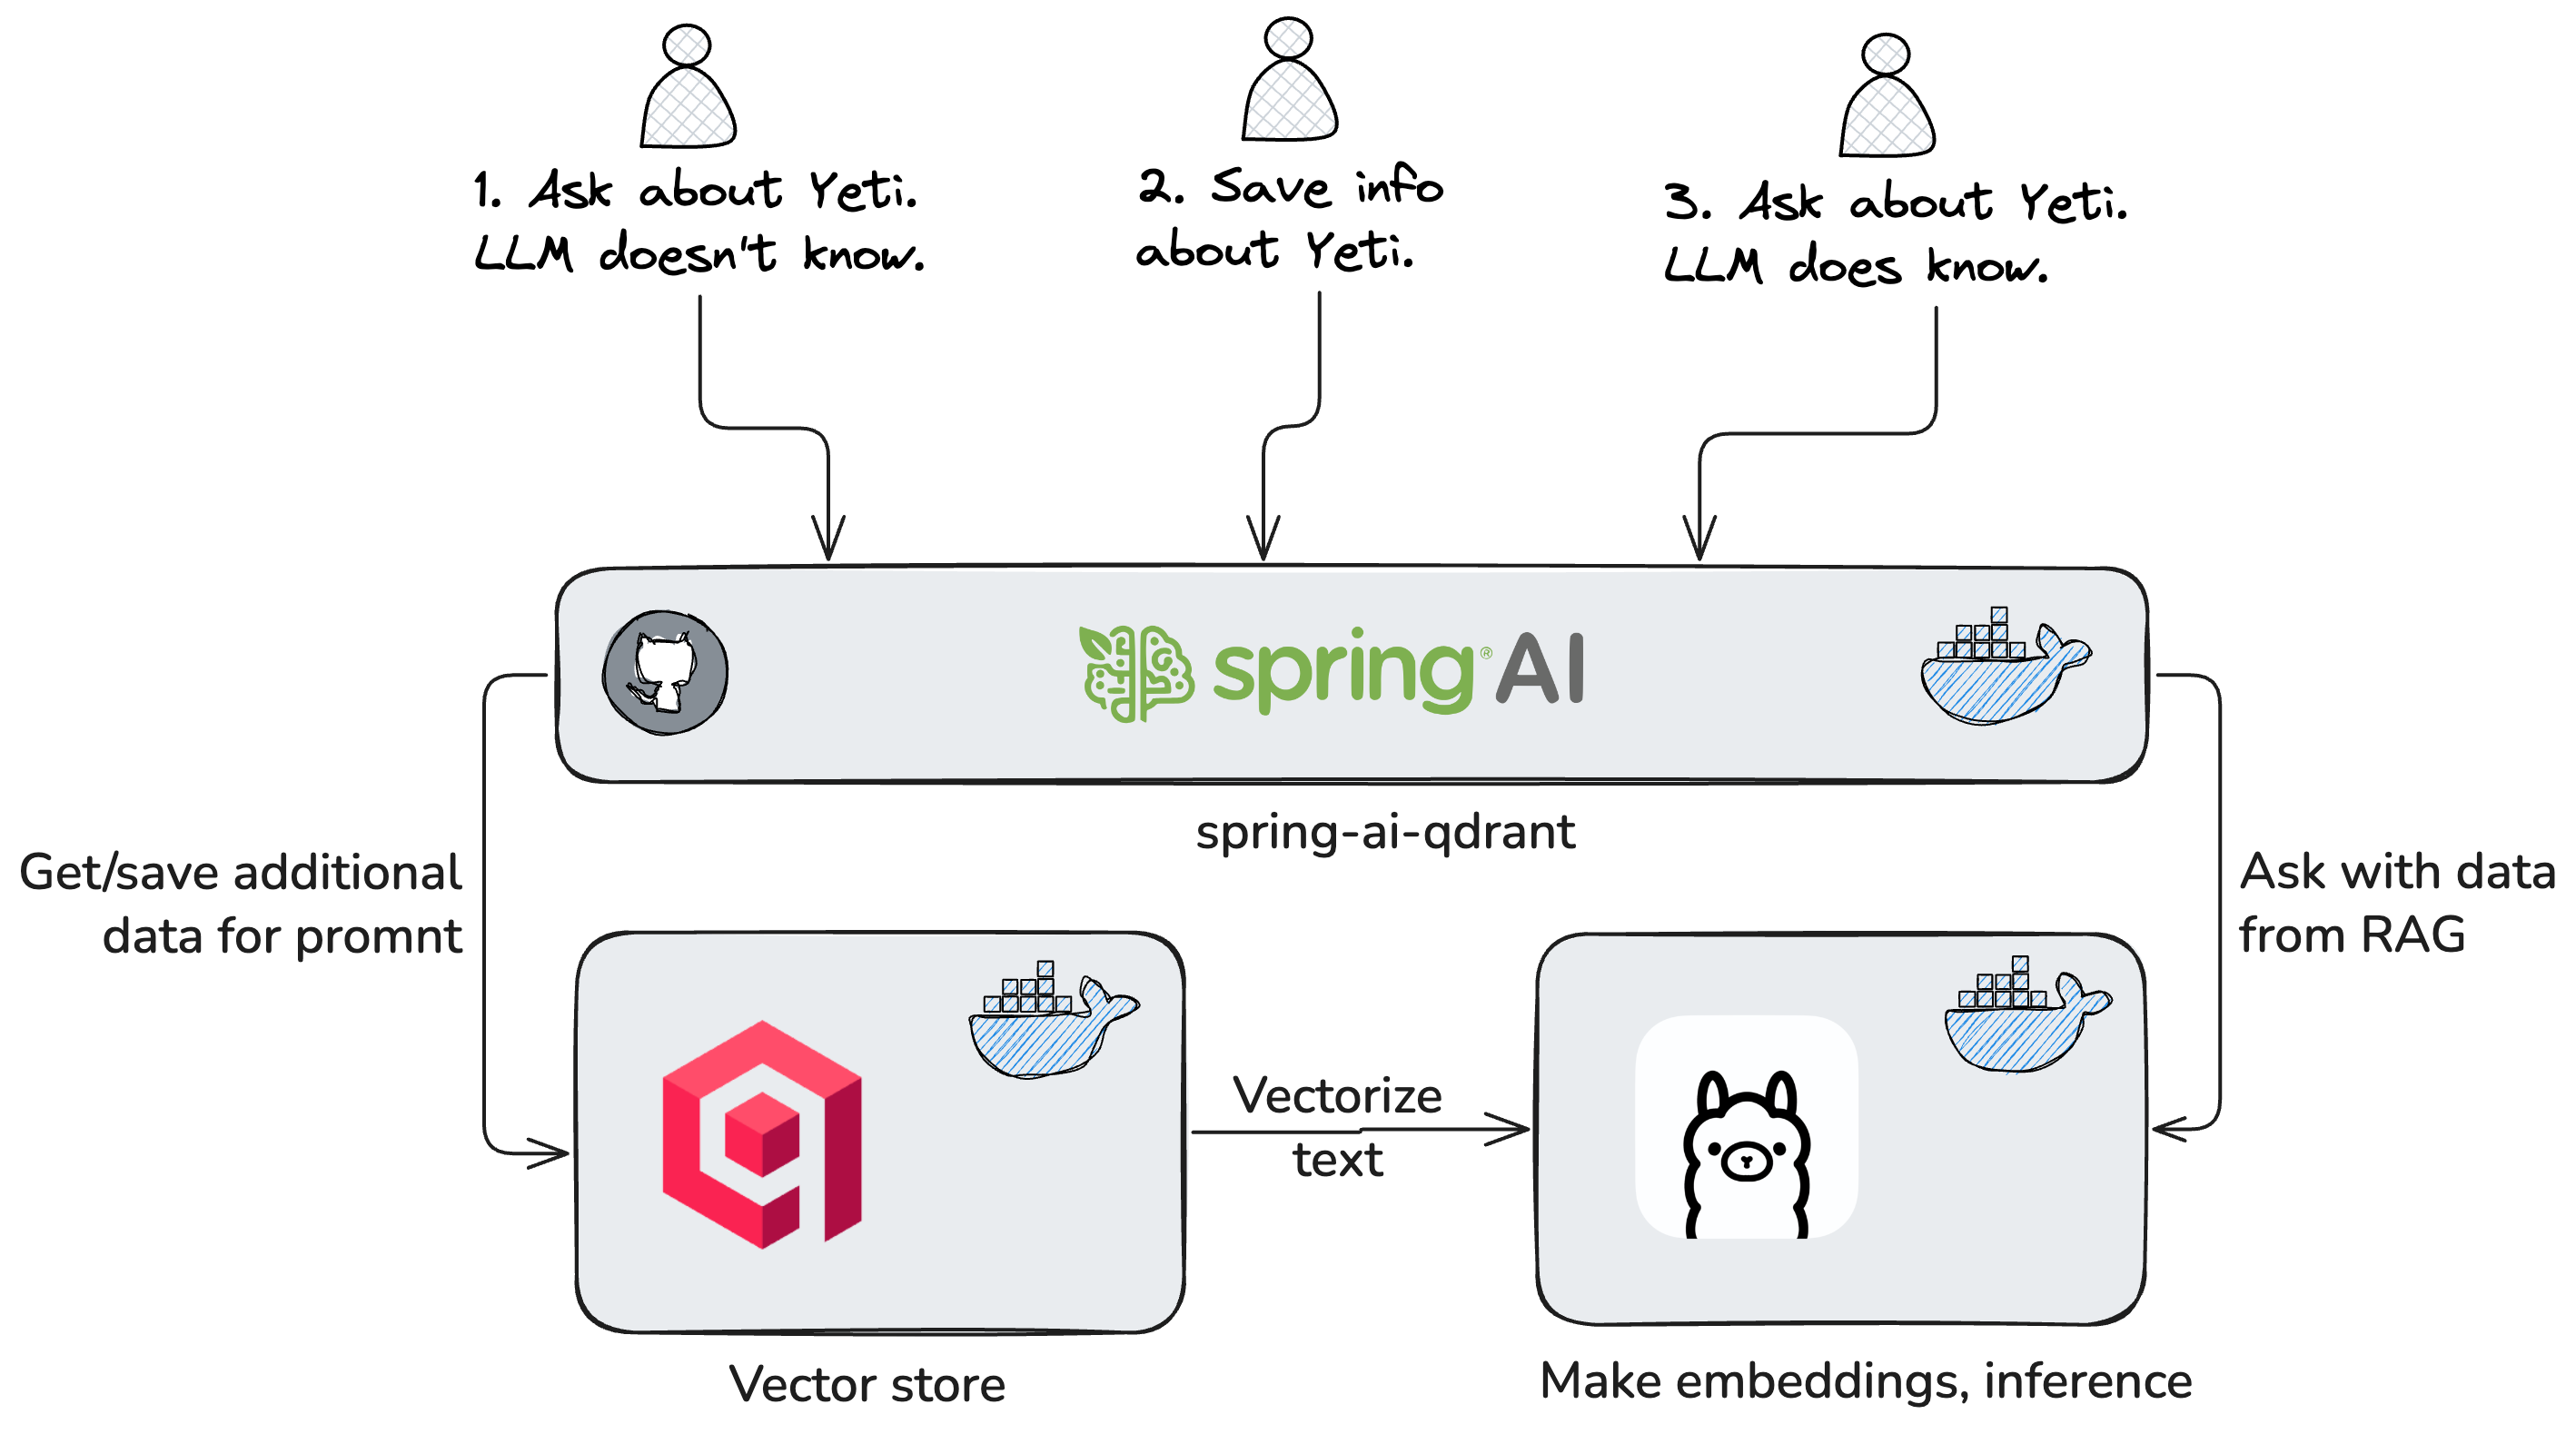 1. Ask about Yeti.
LLM doesn't know.
2. Save info
about Yeti.
3. Ask about Yeti.
LLM does know.
spring® AI
spring-ai-qdrant
Get/save additional
data for promnt
Ask with data
from RAG
Vectorize
text
Vector store
Make embeddings, inference